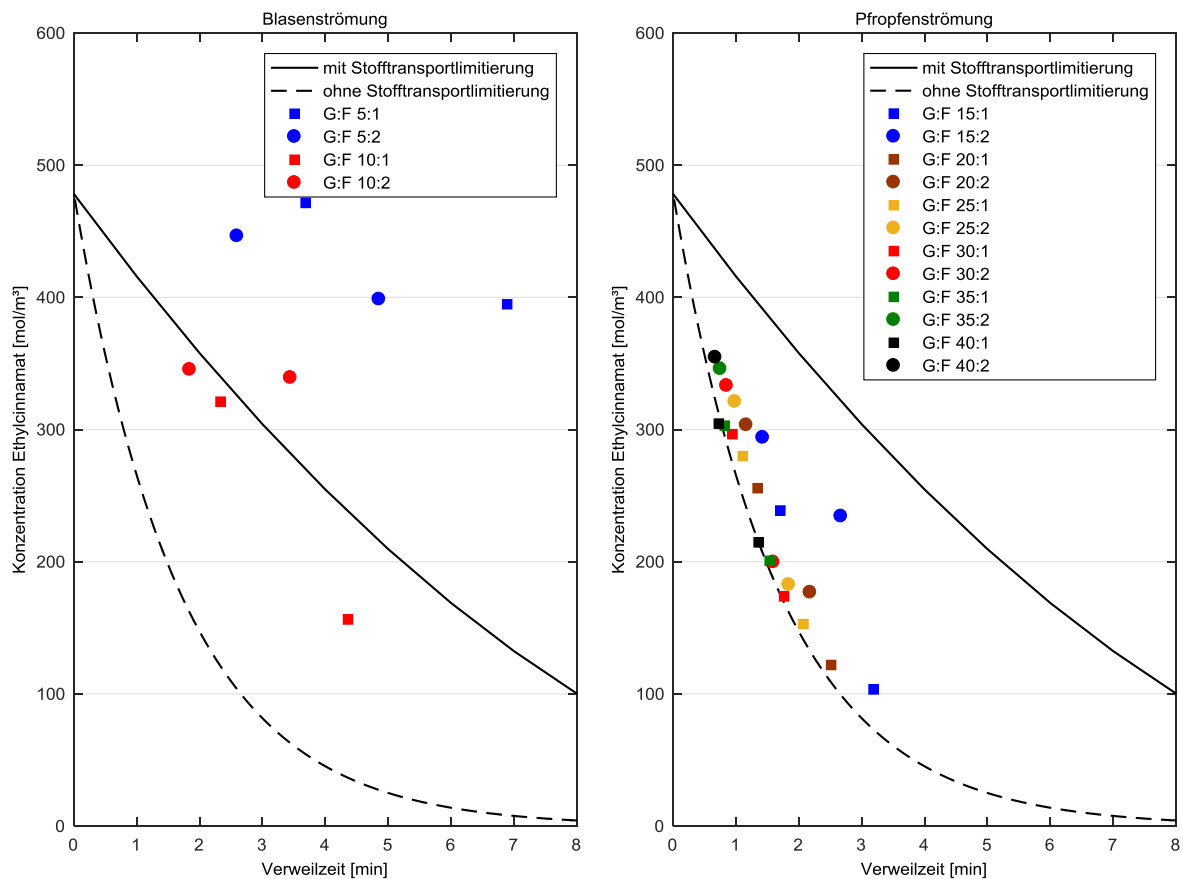 Blasenströmung
600
500
400
300
200
100
0
0 1 2 3 4 5 6 7 8
Verweilzeit [min]
Konzentration Ethylcinnamat [mol/m³]
mit Stofftransportlimitierung
ohne Stofftransportlimitierung
G:F 5:1
G:F 5:2
G:F 10:1
G:F 10:2
Pfropfenströmung
600
500
400
300
200
100
0
0 1 2 3 4 5 6 7 8
Verweilzeit [min]
Konzentration Ethylcinnamat [mol/m³]
mit Stofftransportlimitierung
ohne Stofftransportlimitierung
G:F 15:1
G:F 15:2
G:F 20:1
G:F 20:2
G:F 25:1
G:F 25:2
G:F 30:1
G:F 30:2
G:F 35:1
G:F 35:2
G:F 40:1
G:F 40:2